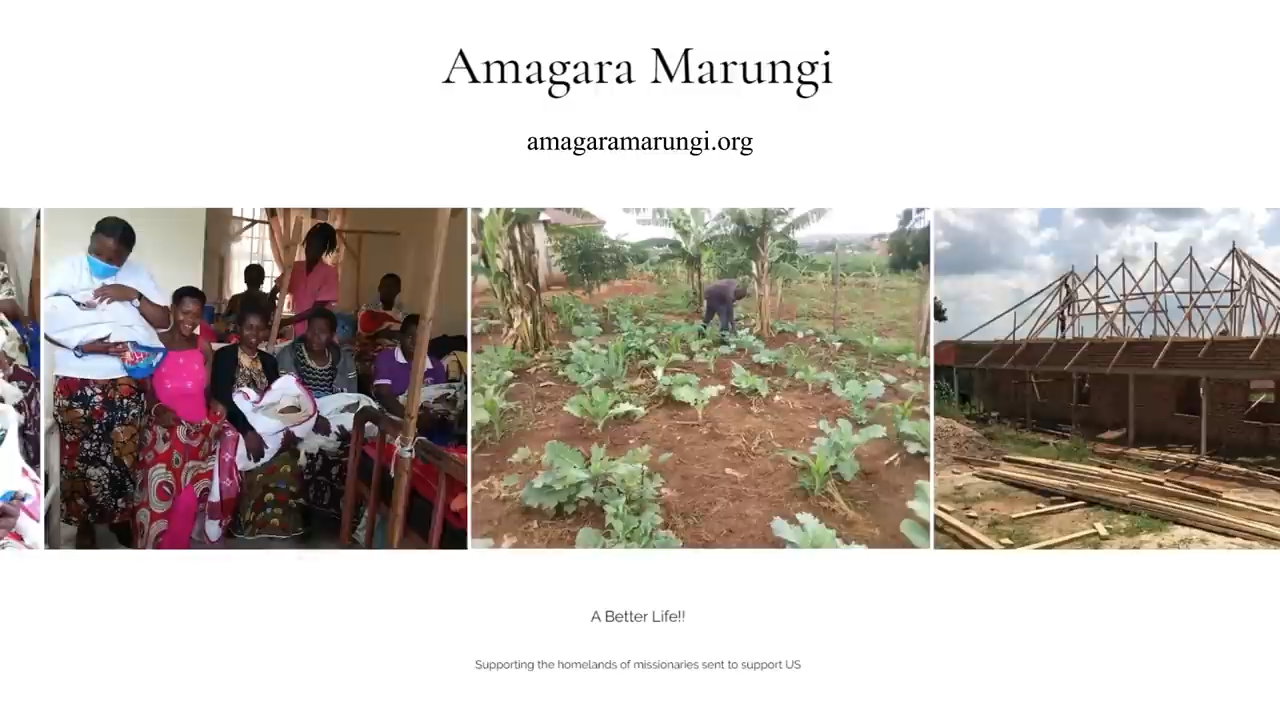 Amagara Marungi
amagaramarungi.org
A Better Life!!
Supporting the homelands of missionaries sent to support US